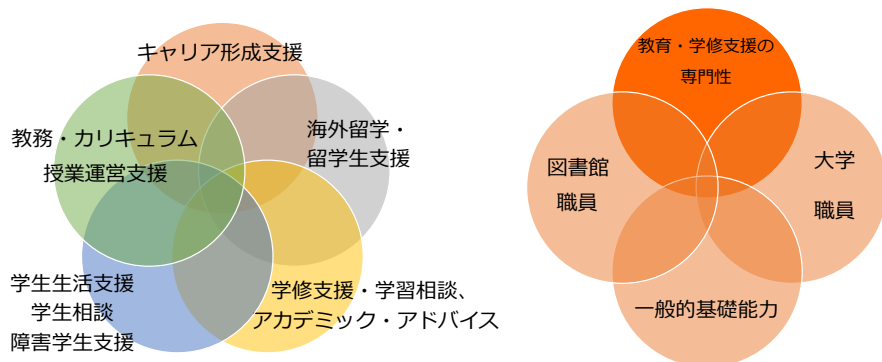 キャリア形成支援
海外留学・
留学生支援
教務・カリキュラム
授業運営支援
学生生活支援
学生相談
障害学生支援
学修支援・学習相談、
アカデミック・アドバイス
教育・学修支援の
専門性
図書館
職員
大学
職員
一般的基礎能力